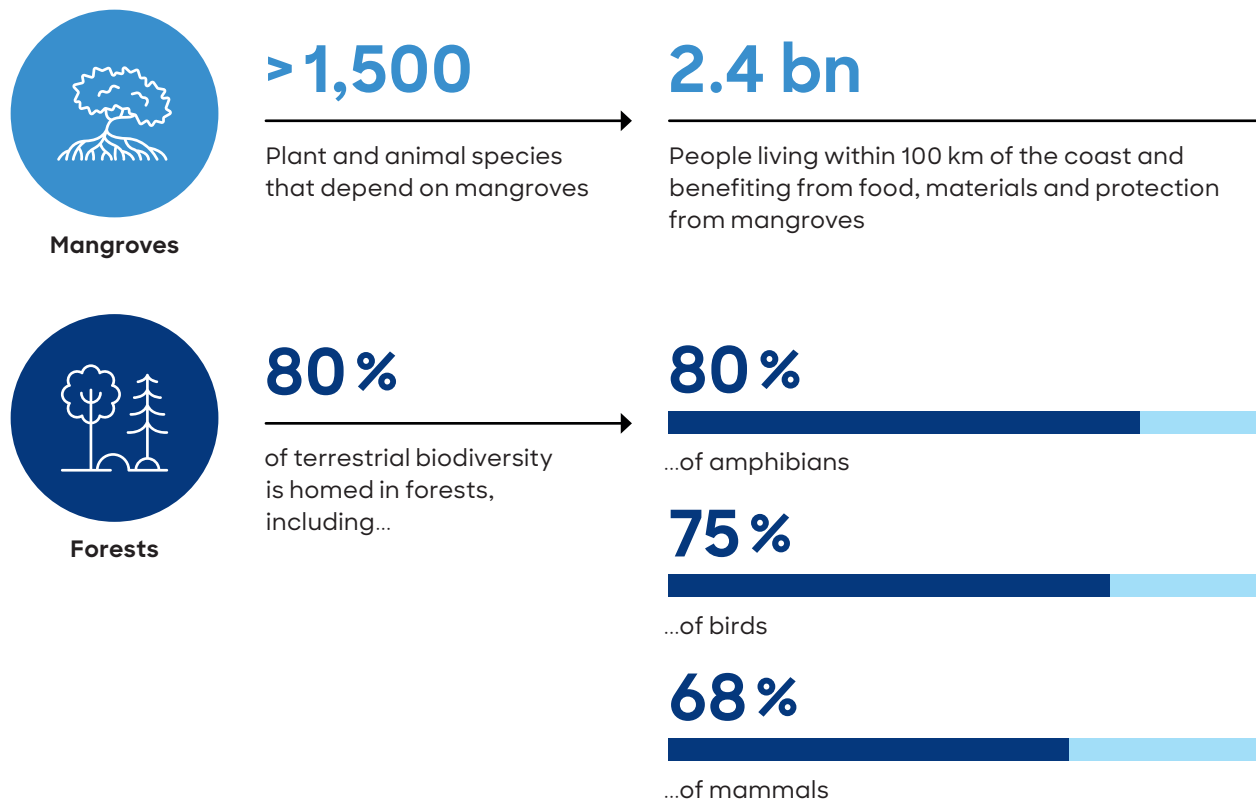 > 1,500
Plant and animal species
that depend on mangroves
2.4 bn
People living within 100 km of the coast and
benefiting from food, materials and protection
from mangroves
Mangroves
80 %
of terrestrial biodiversity
is homed in forests,
including...
Forests
80 %
...of amphibians
75 %
...of birds
68 %
...of mammals